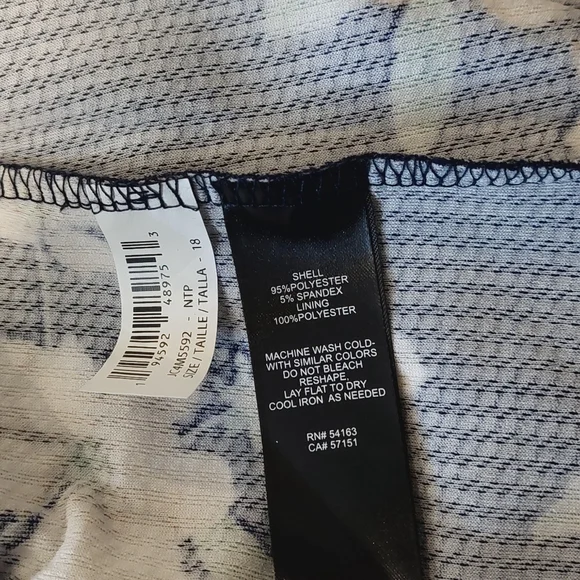 1 94592 48975 3
JC4M5592 - NTP
SIZE / TAILLE / TALLA - 18
SHELL
95%POLYESTER
5% SPANDEX
LINING
100%POLYESTER
MACHINE WASH COLD-
WITH SIMILAR COLORS
DO NOT BLEACH
RESHAPE,
LAY FLAT TO DRY
COOL IRON AS NEEDED
RN# 54163
CA# 57151